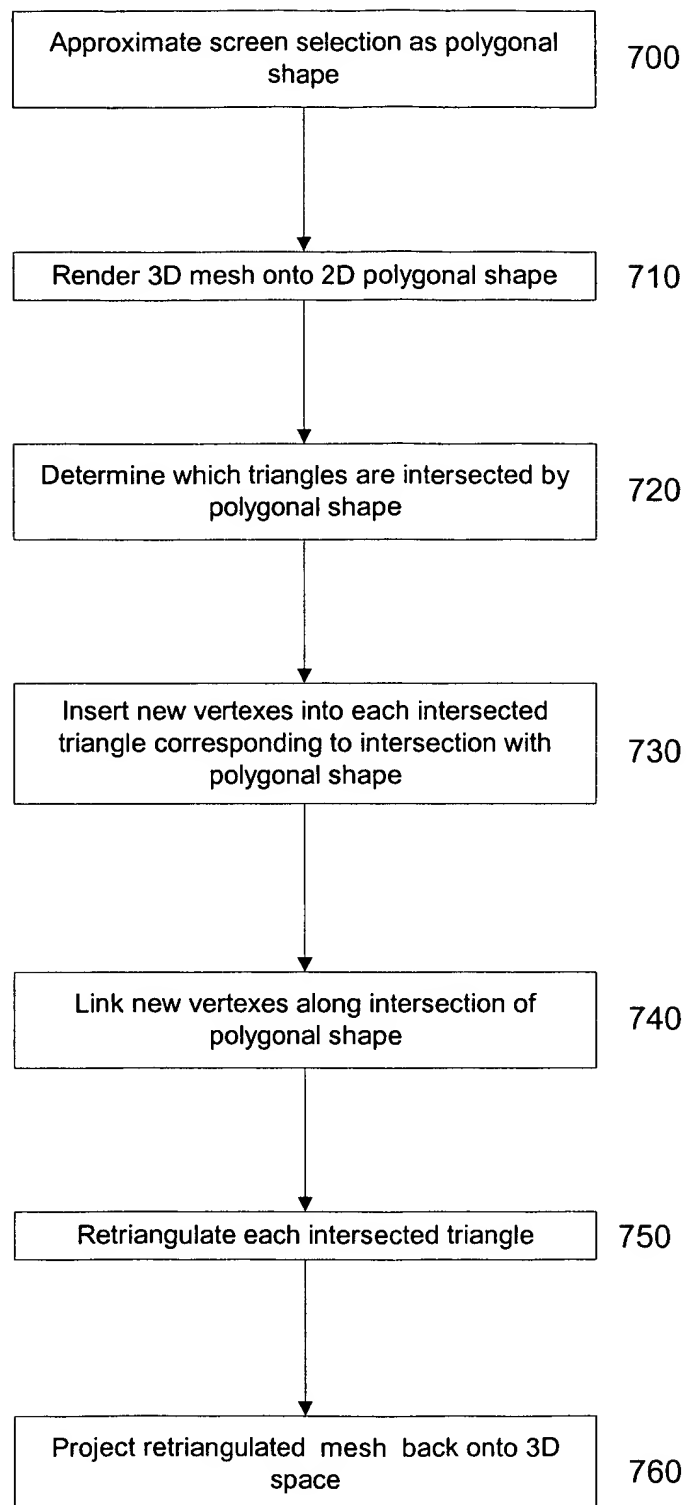 Approximate screen selection as polygonal
shape
700
Render 3D mesh onto 2D polygonal shape
710
Determine which triangles are intersected by
polygonal shape
720
Insert new vertexes into each intersected
triangle corresponding to intersection with
polygonal shape
730
Link new vertexes along intersection of
polygonal shape
740
Retriangulate each intersected triangle
750
Project retriangulated mesh back onto 3D
space
760